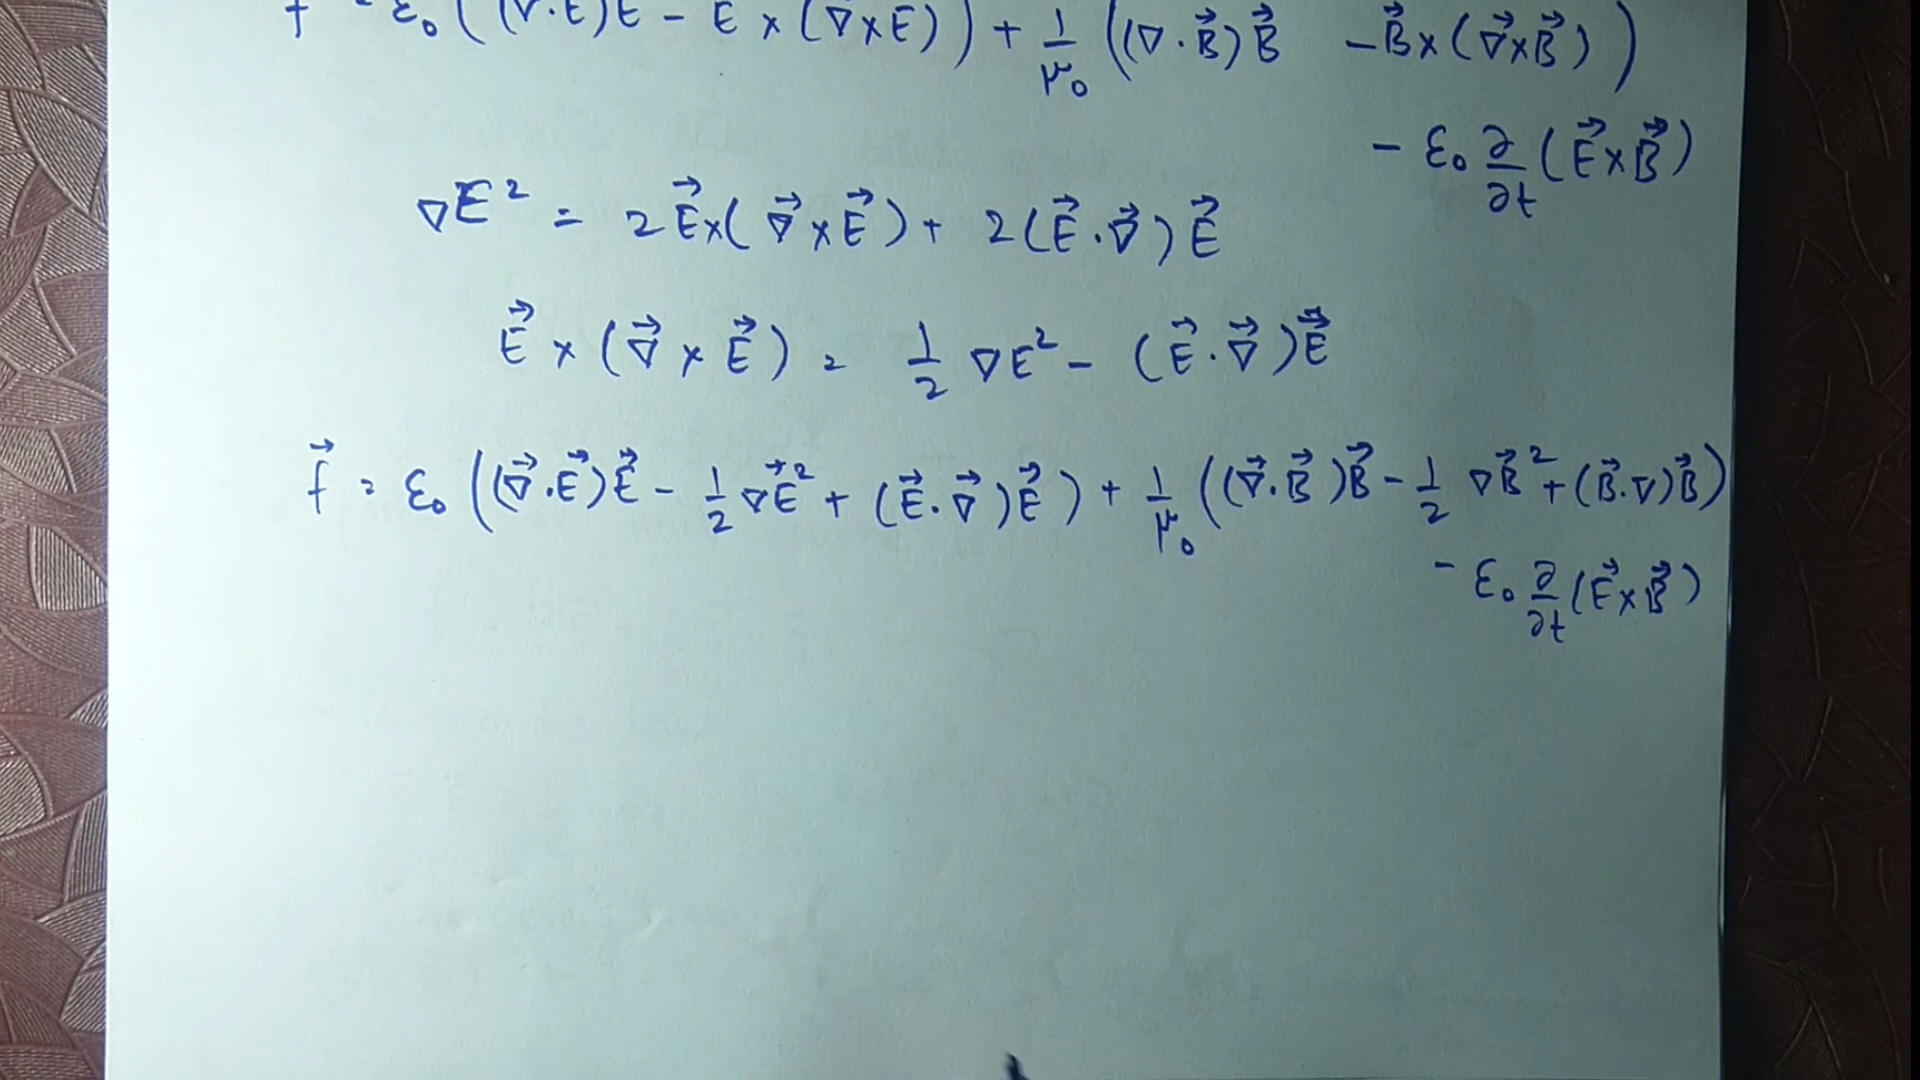 f = ε₀((∇·E)E − E × (∇×E)) + 1/μ₀ ((∇·B⃗)B⃗ − B⃗×(∇⃗×B⃗))
− ε₀ ∂/∂t (E⃗×B⃗)
∇E² = 2E⃗×(∇⃗×E⃗) + 2(E⃗·∇⃗)E⃗
E⃗ × (∇⃗ × E⃗) = 1/2 ∇E² − (E⃗·∇⃗)E⃗
f⃗ = ε₀((∇⃗·E⃗)E⃗ − 1/2 ∇E⃗² + (E⃗·∇⃗)E⃗) + 1/μ₀ ((∇⃗·B⃗)B⃗ − 1/2 ∇B⃗² + (B⃗·∇)B⃗)
− ε₀ ∂/∂t (E⃗×B⃗)